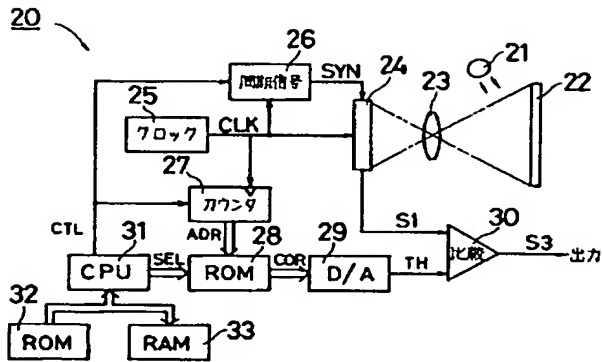 20
26
同期信号
SYN
24
21
23
22
25
クロック
CLK
27
カウンタ
CTL
ADR
28
29
S1
30
比較
S3
出力
31
CPU
SEL
ROM
COR
D/A
TH
32
ROM
RAM
33